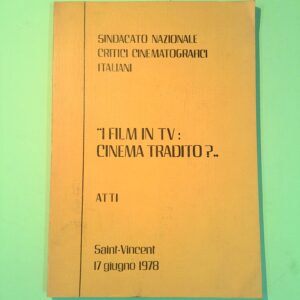 SINDACATO NAZIONALE
CRITICI CINEMATOGRAFICI
ITALIANI
"I FILM IN TV:
CINEMA TRADITO?..
ATTI
Saint-Vincent
17 giugno 1978